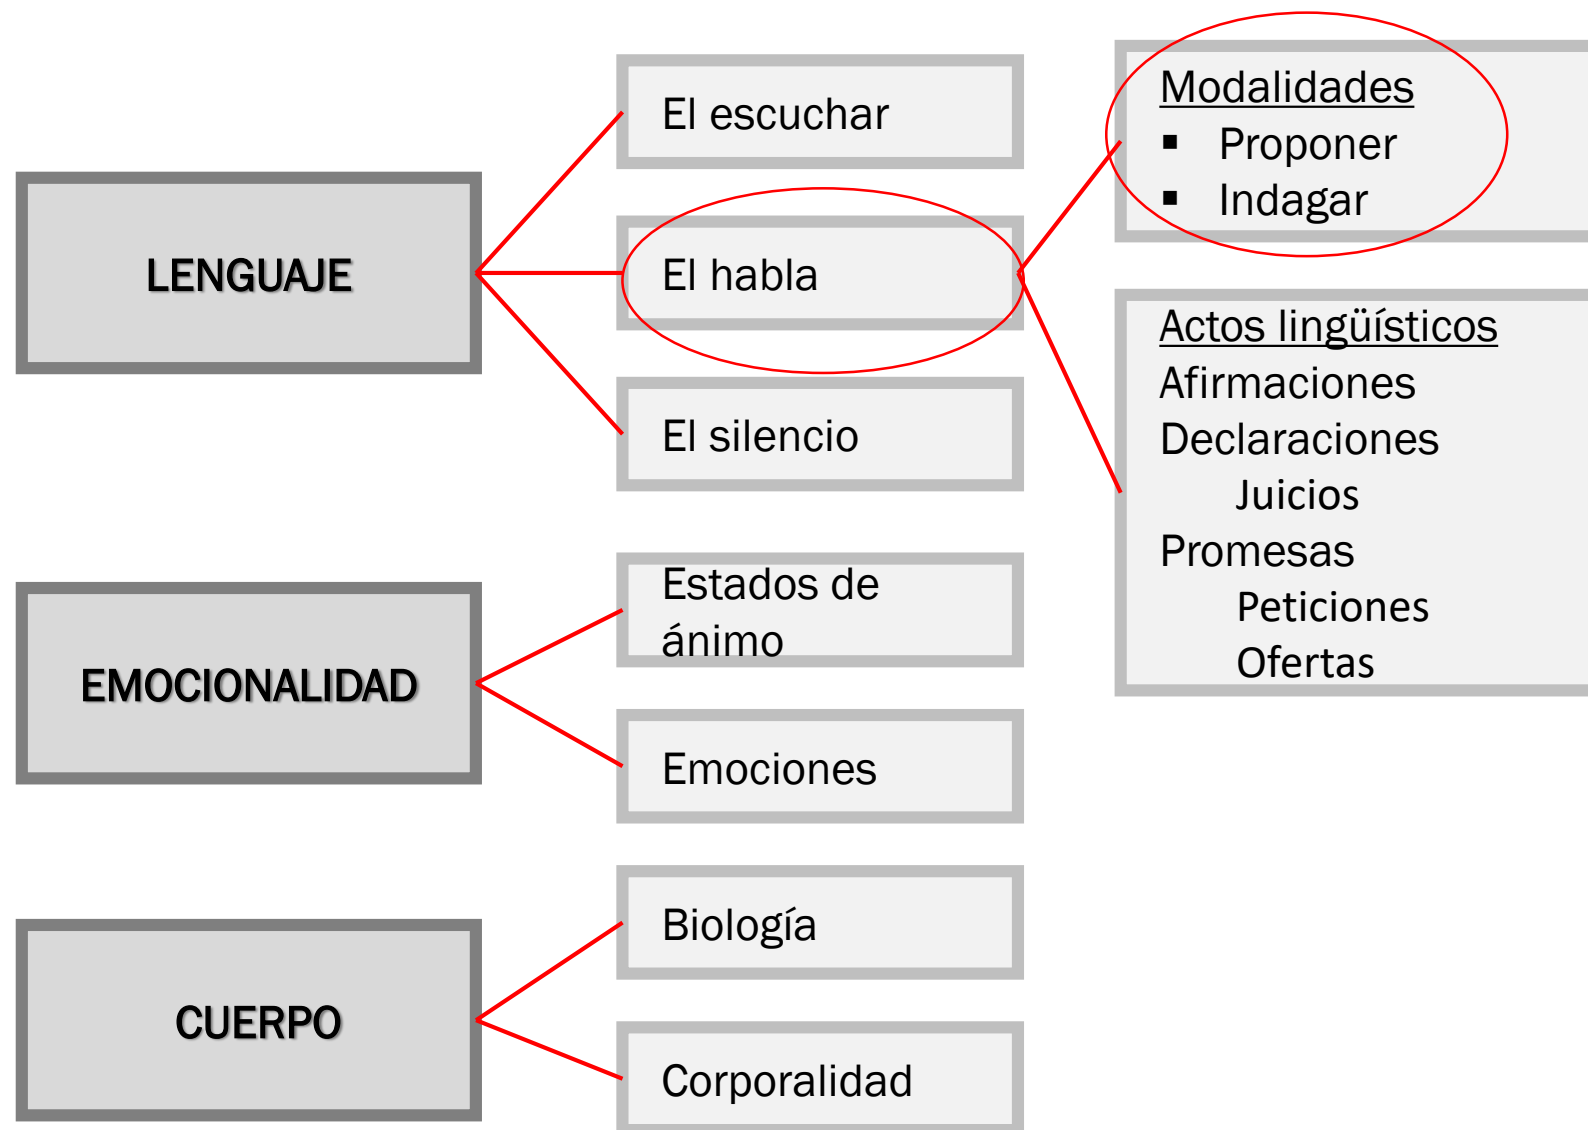 LENGUAJE
El escuchar
El habla
El silencio
Modalidades
▪ Proponer
▪ Indagar
Actos lingüísticos
Afirmaciones
Declaraciones
Juicios
Promesas
Peticiones
Ofertas
EMOCIONALIDAD
Estados de
ánimo
Emociones
CUERPO
Biología
Corporalidad